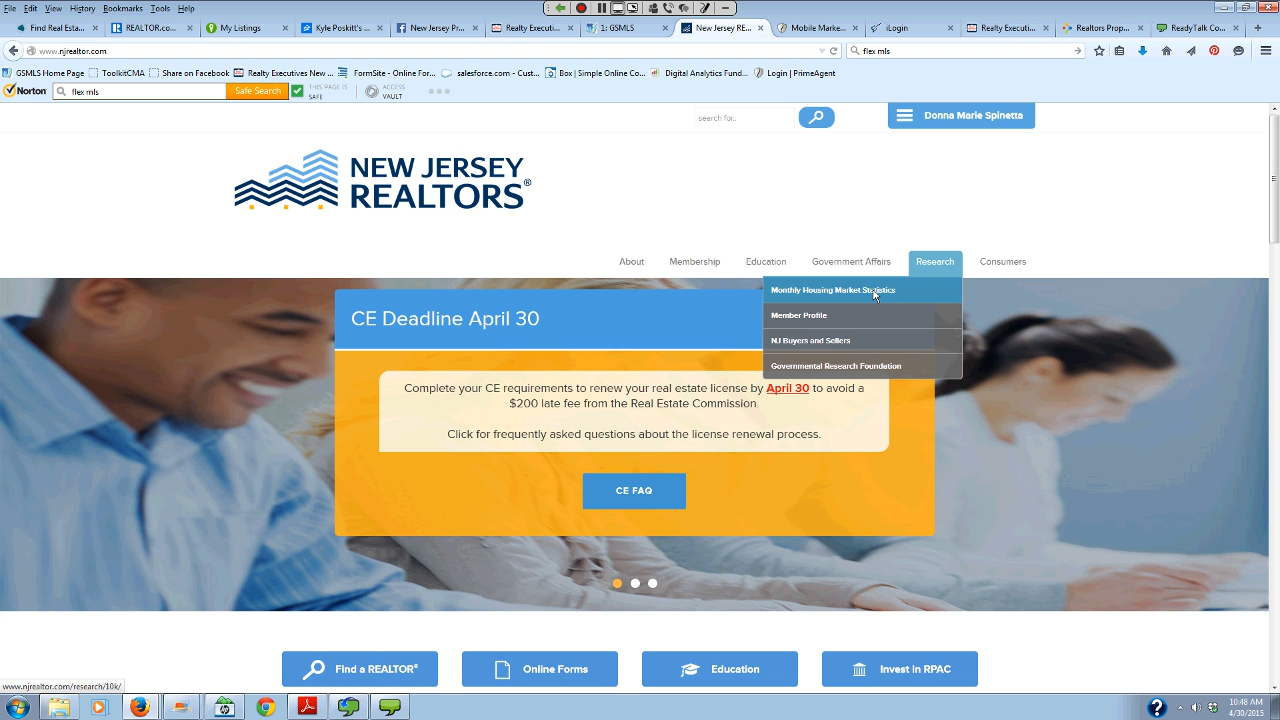 File Edit View History Bookmarks Tools Help
Find Real Esta...
REALTOR.co...
My Listings
Kyle Poskitt's ...
New Jersey Pr...
Realty Executi...
1: GSMLS
New Jersey RE...
Mobile Marke...
iLogin
Realty Executi...
Realtors Prop...
ReadyTalk Co...
www.njrealtor.com
flex mls
GSMLS Home Page
ToolkitCMA
Share on Facebook
Realty Executives New ...
FormSite - Online For...
salesforce.com - Cust...
Box | Simple Online Co...
Digital Analytics Fund...
Login | PrimeAgent
Norton
flex mls
Safe Search
THIS PAGE IS
SAFE
ACCESS
VAULT
search for..
Donna Marie Spinetta
NEW JERSEY
REALTORS®
About
Membership
Education
Government Affairs
Research
Consumers
Monthly Housing Market Statistics
Member Profile
NJ Buyers and Sellers
Governmental Research Foundation
CE Deadline April 30
Complete your CE requirements to renew your real estate license by April 30 to avoid a
$200 late fee from the Real Estate Commission.
Click for frequently asked questions about the license renewal process.
CE FAQ
Find a REALTOR®
Online Forms
Education
Invest in RPAC
www.njrealtor.com/research/10k/
10:48 AM
4/30/2015